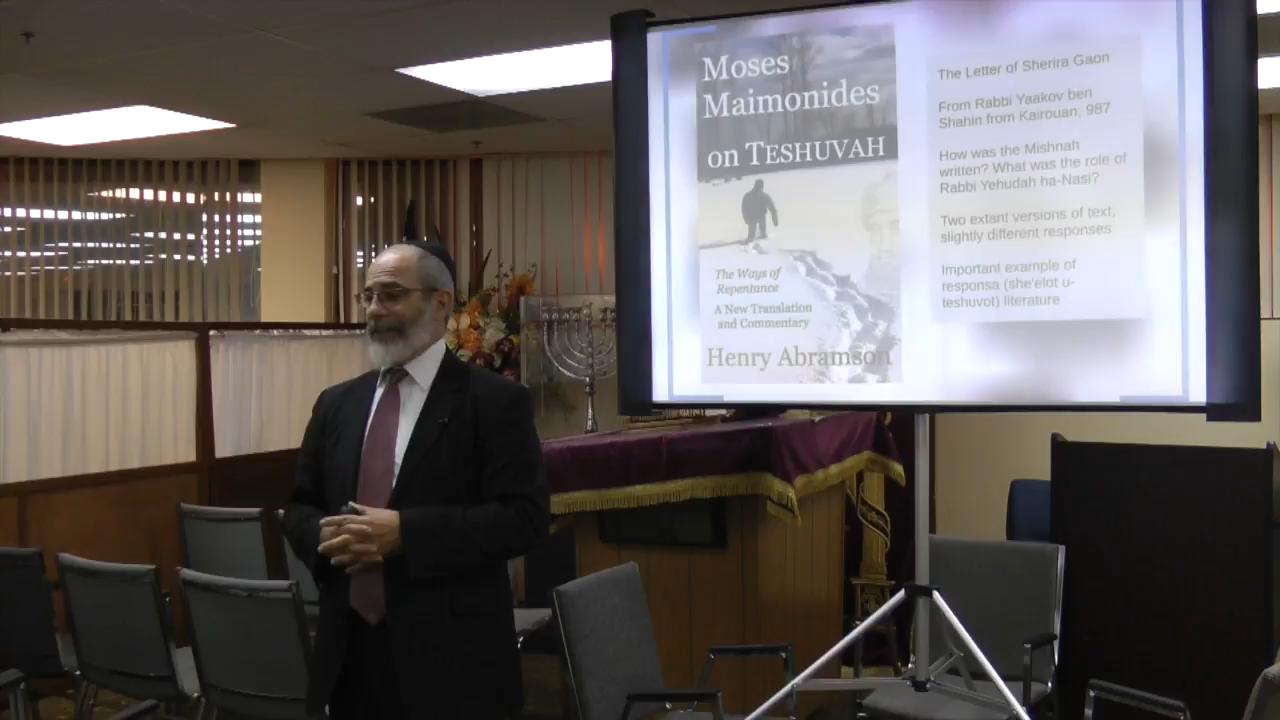 Moses
Maimonides
on TESHUVAH
The Ways of
Repentance
A New Translation
and Commentary
Henry Abramson
The Letter of Sherira Gaon
From Rabbi Yaakov ben
Shahin from Kairouan, 987
How was the Mishnah
written? What was the role of
Rabbi Yehudah ha-Nasi?
Two extant versions of text,
slightly different responses
Important example of
responsa (she'elot u-
teshuvot) literature